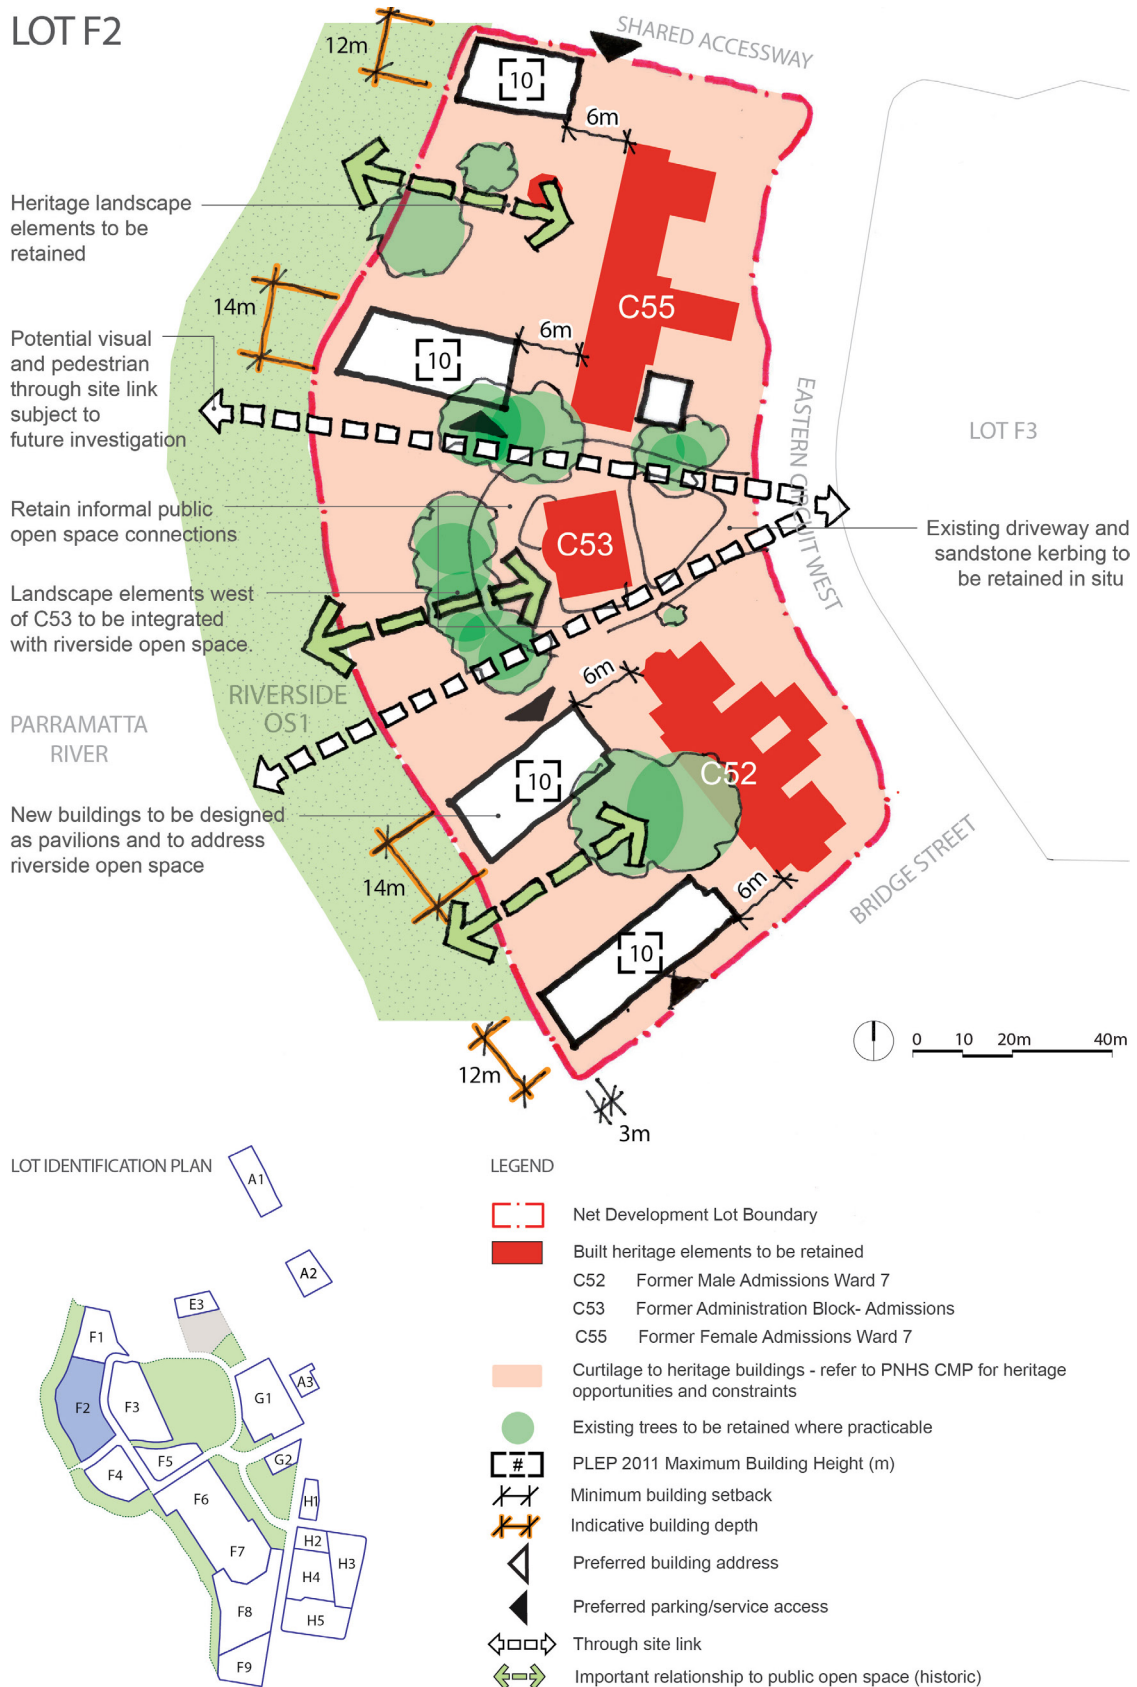 LOT F2
SHARED ACCESSWAY
12m
10
6m
Heritage landscape
elements to be
retained
14m
C55
Potential visual
and pedestrian
through site link
subject to
future investigation
10
6m
EASTERN CIRCUIT WEST
LOT F3
Retain informal public
open space connections
C53
Existing driveway and
sandstone kerbing to
be retained in situ
Landscape elements west
of C53 to be integrated
with riverside open space.
RIVERSIDE
OS1
PARRAMATTA
RIVER
6m
C52
10
New buildings to be designed
as pavilions and to address
riverside open space
14m
6m
BRIDGE STREET
10
12m
3m
0 10 20m 40m
LOT IDENTIFICATION PLAN
A1
A2
E3
F1
F2
F3
A3
G1
F4
F5
G2
F6
H1
F7
H2
H3
H4
F8
H5
F9
LEGEND
Net Development Lot Boundary
Built heritage elements to be retained
C52 Former Male Admissions Ward 7
C53 Former Administration Block- Admissions
C55 Former Female Admissions Ward 7
Curtilage to heritage buildings - refer to PNHS CMP for heritage
opportunities and constraints
Existing trees to be retained where practicable
# PLEP 2011 Maximum Building Height (m)
Minimum building setback
Indicative building depth
Preferred building address
Preferred parking/service access
Through site link
Important relationship to public open space (historic)